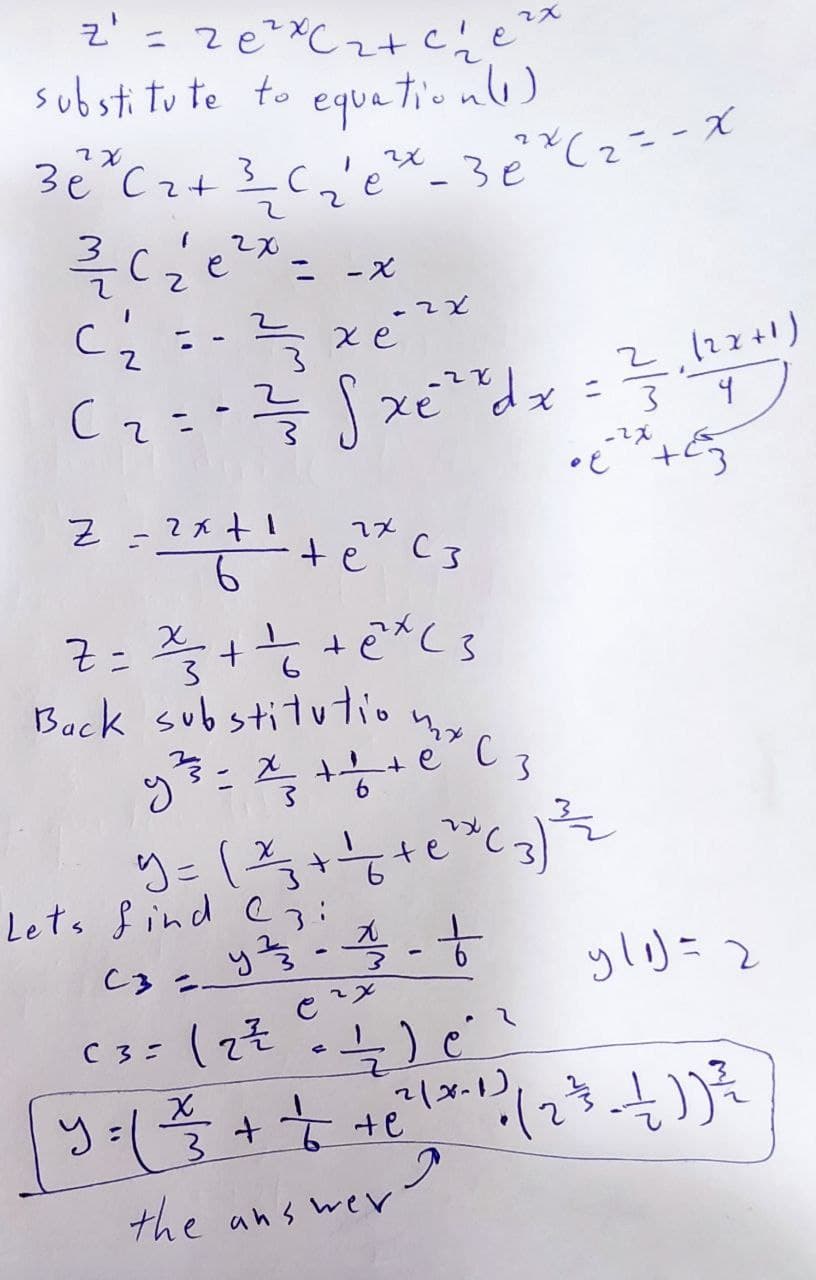 z' = 2e^{2x}C_2 + C_2' e^{2x}
substitute to equation (1)
3e^{2x}C_2 + \frac{3}{2} C_2' e^{2x} - 3e^{2x}C_2 = -x
\frac{3}{2} C_2' e^{2x} = -x
C_2' = -\frac{2}{3} x e^{-2x}
C_2 = -\frac{2}{3} \int x e^{-2x} dx = \frac{2}{3} \cdot \frac{(2x+1)}{4}
\cdot e^{-2x} + C_3
z = \frac{2x+1}{6} + e^{2x} C_3
z = \frac{x}{3} + \frac{1}{6} + e^{2x} C_3
Back substitution
y^{\frac{2}{3}} = \frac{x}{3} + \frac{1}{6} + e^{2x} C_3
y = (\frac{x}{3} + \frac{1}{6} + e^{2x} C_3)^{\frac{3}{2}}
Lets find C_3:
C_3 = \frac{y^{\frac{2}{3}} - \frac{x}{3} - \frac{1}{6}}{e^{2x}} y(1) = 2
C_3 = (2^{\frac{3}{2}} - \frac{1}{2}) e^{-2}
y = (\frac{x}{3} + \frac{1}{6} + e^{2(x-1)} \cdot (2^{\frac{2}{3}} - \frac{1}{2}))^{\frac{3}{2}}
the answer